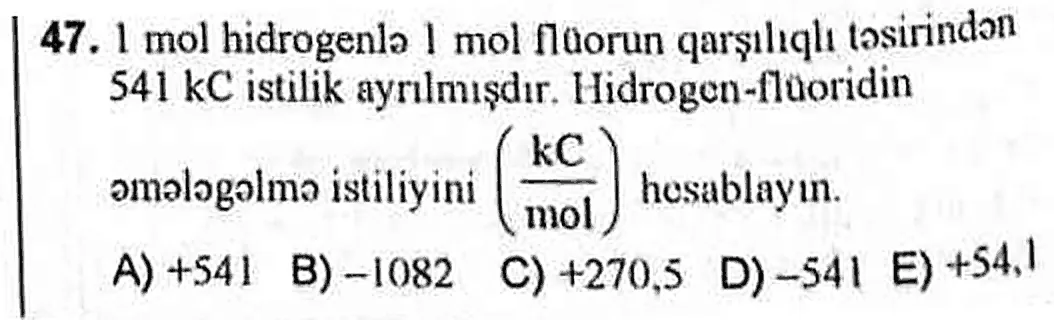 47. 1 mol hidrogenlə 1 mol flüorun qarşılıqlı təsirindən
541 kC istilik ayrılmışdır. Hidrogen-flüoridin
əmələgəlmə istiliyini (kC/mol) hesablayın.
A) +541 B) –1082 C) +270,5 D) –541 E) +54,1